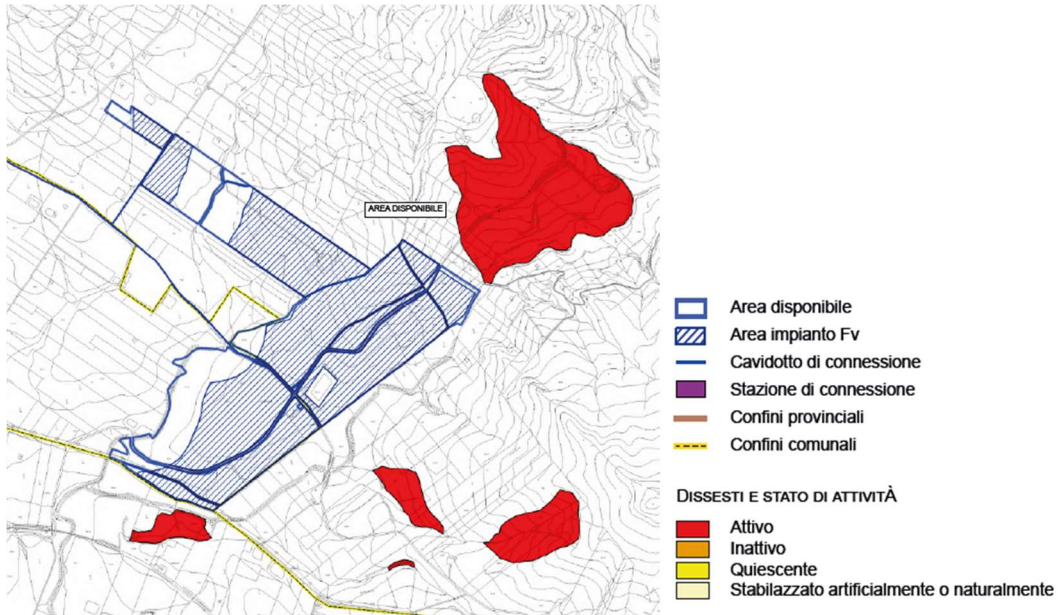 AREA DISPONIBILE
Area disponibile
Area impianto Fv
Cavidotto di connessione
Stazione di connessione
Confini provinciali
Confini comunali
DISSESTI E STATO DI ATTIVITÀ
Attivo
Inattivo
Quiescente
Stabilazzato artificialmente o naturalmente